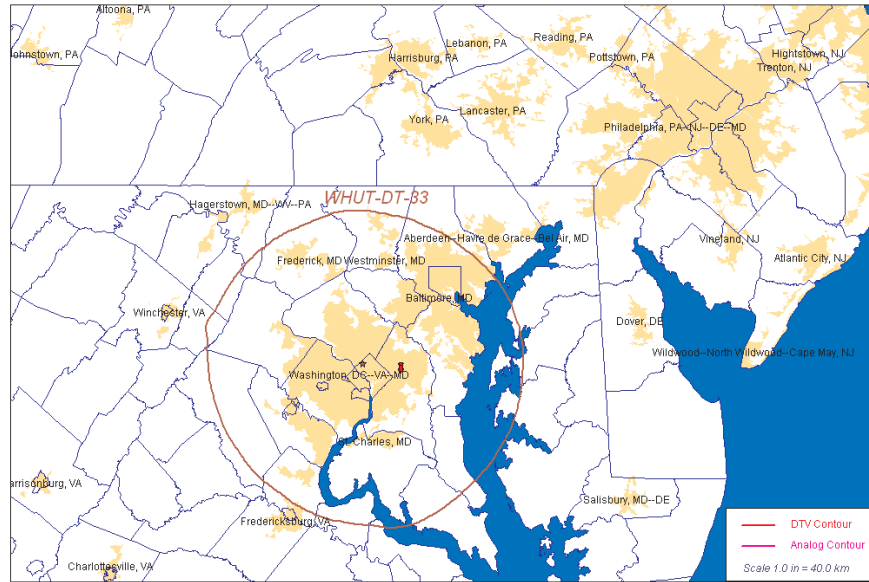 Altoona, PA
Johnstown, PA
Lebanon, PA
Harrisburg, PA
Reading, PA
Pottstown, PA
Hightstown, NJ
Trenton, NJ
Lancaster, PA
York, PA
Philadelphia, PA--NJ--DE--MD
WHUT-DT-33
Hagerstown, MD--WV--PA
Aberdeen--Havre de Grace--Bel Air, MD
Vineland, NJ
Frederick, MD
Westminster, MD
Atlantic City, NJ
Baltimore, MD
Winchester, VA
Dover, DE
Wildwood--North Wildwood--Cape May, NJ
Washington, DC--VA--MD
St. Charles, MD
Harrisonburg, VA
Salisbury, MD--DE
Fredericksburg, VA
Charlottesville, VA
DTV Contour
Analog Contour
Scale 1.0 in = 40.0 km